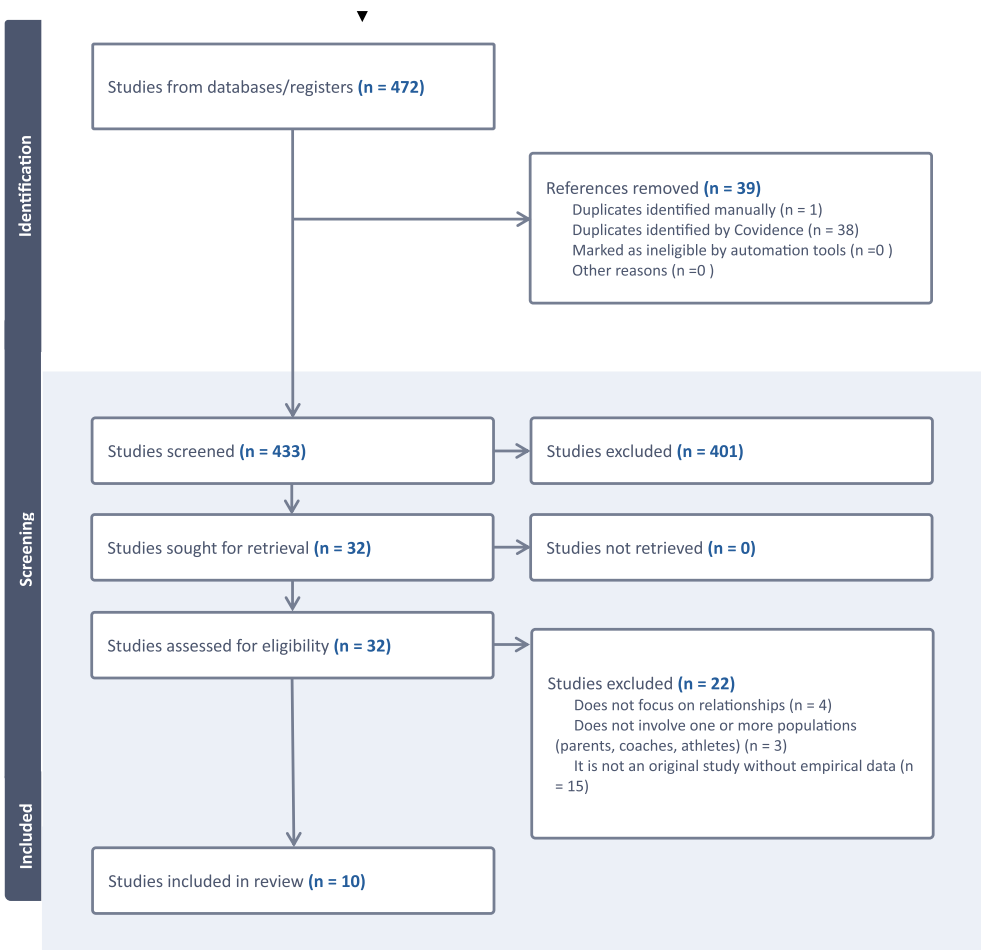 Identification
Studies from databases/registers (n = 472)
References removed (n = 39)
Duplicates identified manually (n = 1)
Duplicates identified by Covidence (n = 38)
Marked as ineligible by automation tools (n =0 )
Other reasons (n =0 )
Screening
Studies screened (n = 433)
Studies excluded (n = 401)
Studies sought for retrieval (n = 32)
Studies not retrieved (n = 0)
Studies assessed for eligibility (n = 32)
Studies excluded (n = 22)
Does not focus on relationships (n = 4)
Does not involve one or more populations
(parents, coaches, athletes) (n = 3)
It is not an original study without empirical data (n
= 15)
Included
Studies included in review (n = 10)